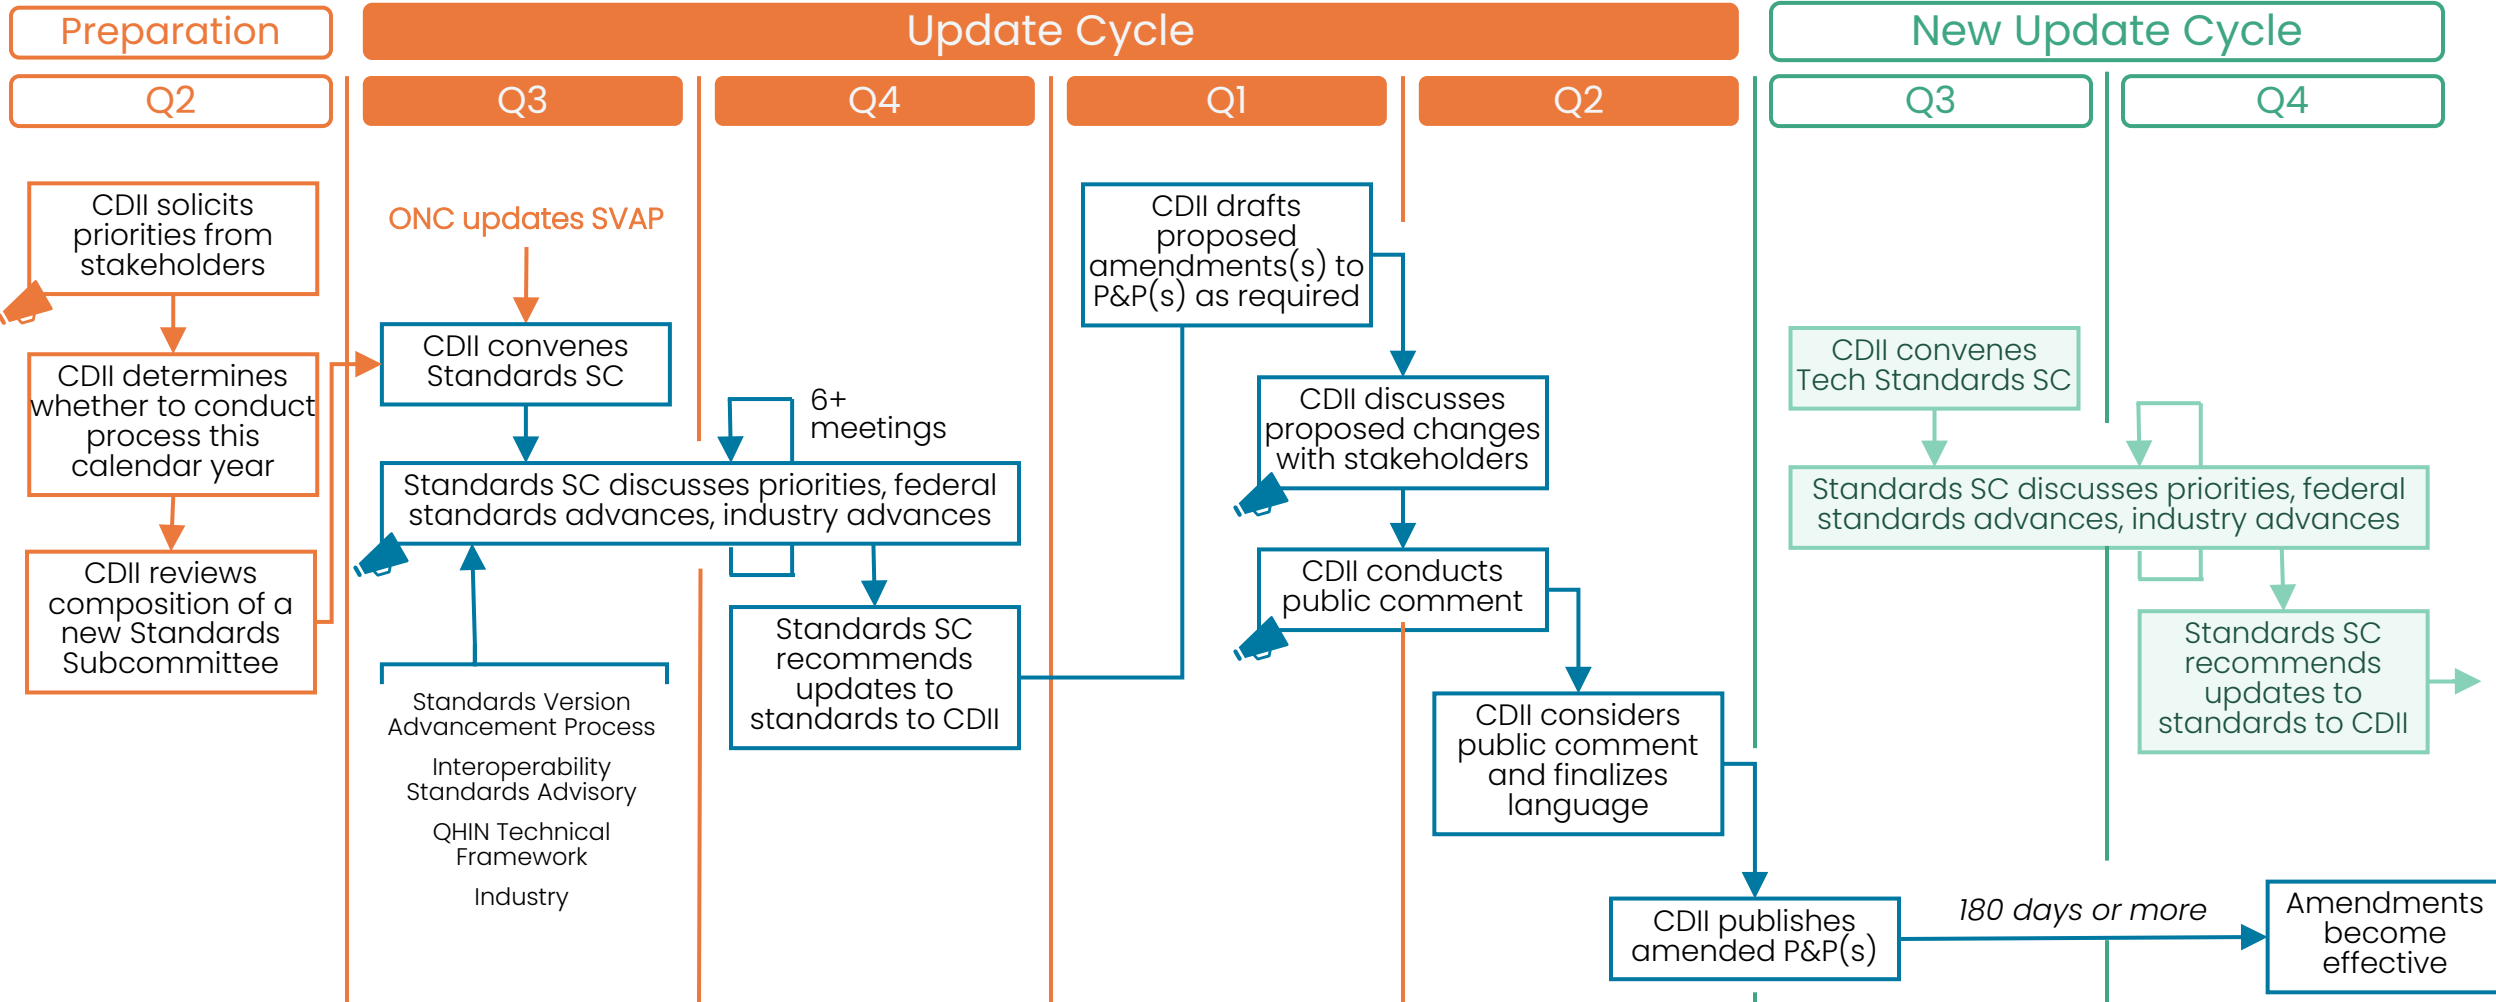 Preparation
Update Cycle
New Update Cycle
Q2
Q3
Q4
Q1
Q2
Q3
Q4
CDII solicits
priorities from
stakeholders
CDII determines
whether to conduct
process this
calendar year
CDII reviews
composition of a
new Standards
Subcommittee
ONC updates SVAP
CDII convenes
Standards SC
6+
meetings
Standards SC discusses priorities, federal
standards advances, industry advances
Standards Version
Advancement Process
Interoperability
Standards Advisory
QHIN Technical
Framework
Industry
Standards SC
recommends
updates to
standards to CDII
CDII drafts
proposed
amendments(s) to
P&P(s) as required
CDII discusses
proposed changes
with stakeholders
CDII conducts
public comment
CDII considers
public comment
and finalizes
language
CDII publishes
amended P&P(s)
180 days or more
Amendments
become
effective
CDII convenes
Tech Standards SC
Standards SC discusses priorities, federal
standards advances, industry advances
Standards SC
recommends
updates to
standards to CDII